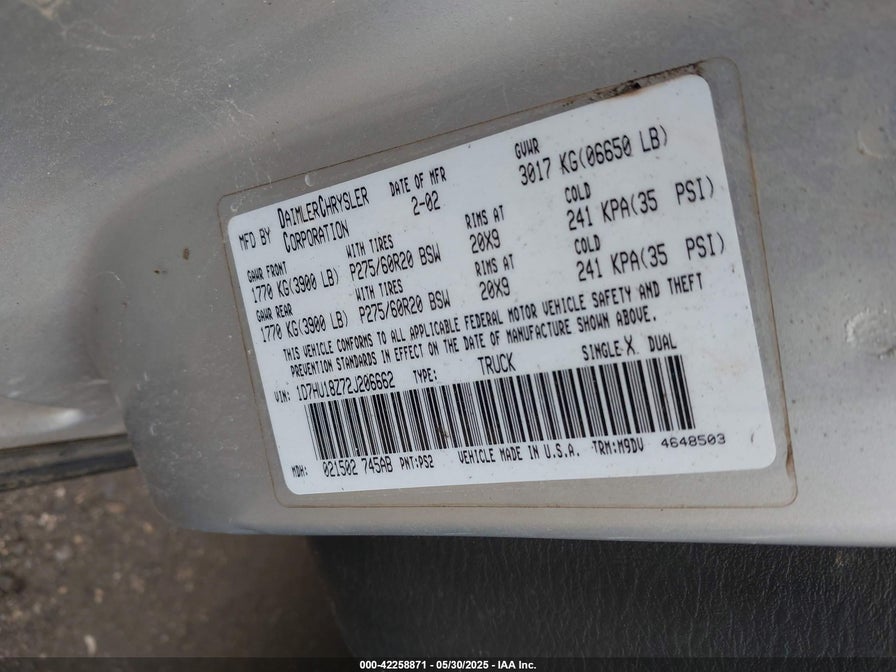 MFD BY DAIMLERCHRYSLER CORPORATION
DATE OF MFR 2-02
GVWR 3017 KG(06650 LB)
GAWR FRONT WITH TIRES RIMS AT COLD
1770 KG(3900 LB) P275/60R20 BSW 20X9 241 KPA(35 PSI)
GAWR REAR WITH TIRES RIMS AT COLD
1770 KG(3900 LB) P275/60R20 BSW 20X9 241 KPA(35 PSI)
THIS VEHICLE CONFORMS TO ALL APPLICABLE FEDERAL MOTOR VEHICLE SAFETY AND THEFT
PREVENTION STANDARDS IN EFFECT ON THE DATE OF MANUFACTURE SHOWN ABOVE.
VIN: 1D7HU18Z72J206662 TYPE: TRUCK SINGLE X DUAL
MDH: 021502 745AB PNT:PS2 VEHICLE MADE IN U.S.A. TRM:M9DV 4648503
000-42258871 - 05/30/2025 - IAA Inc.